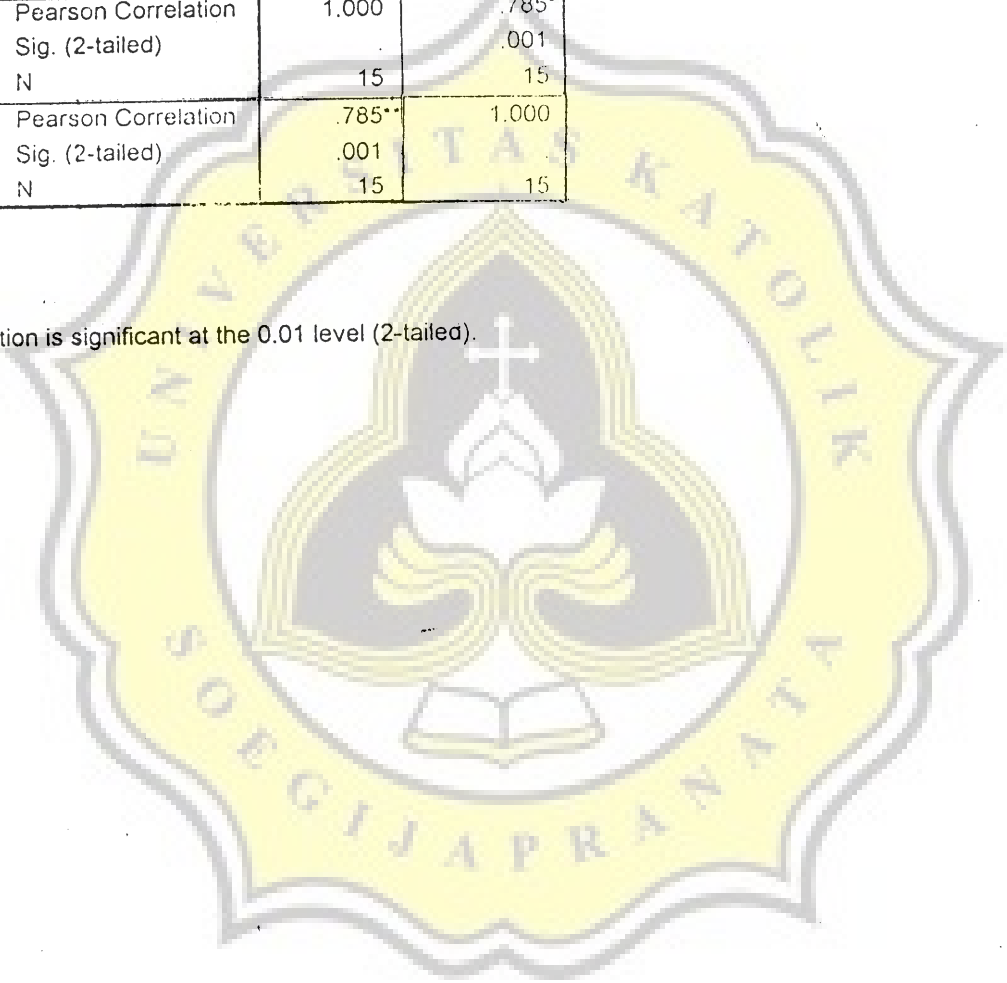 Pearson Correlation 1.000 .785*
Sig. (2-tailed) . .001
N 15 15
Pearson Correlation .785** 1.000
Sig. (2-tailed) .001 .
N 15 15
tion is significant at the 0.01 level (2-tailed).
UNIVERSITAS KATOLIK
SOEGIJAPRANATA